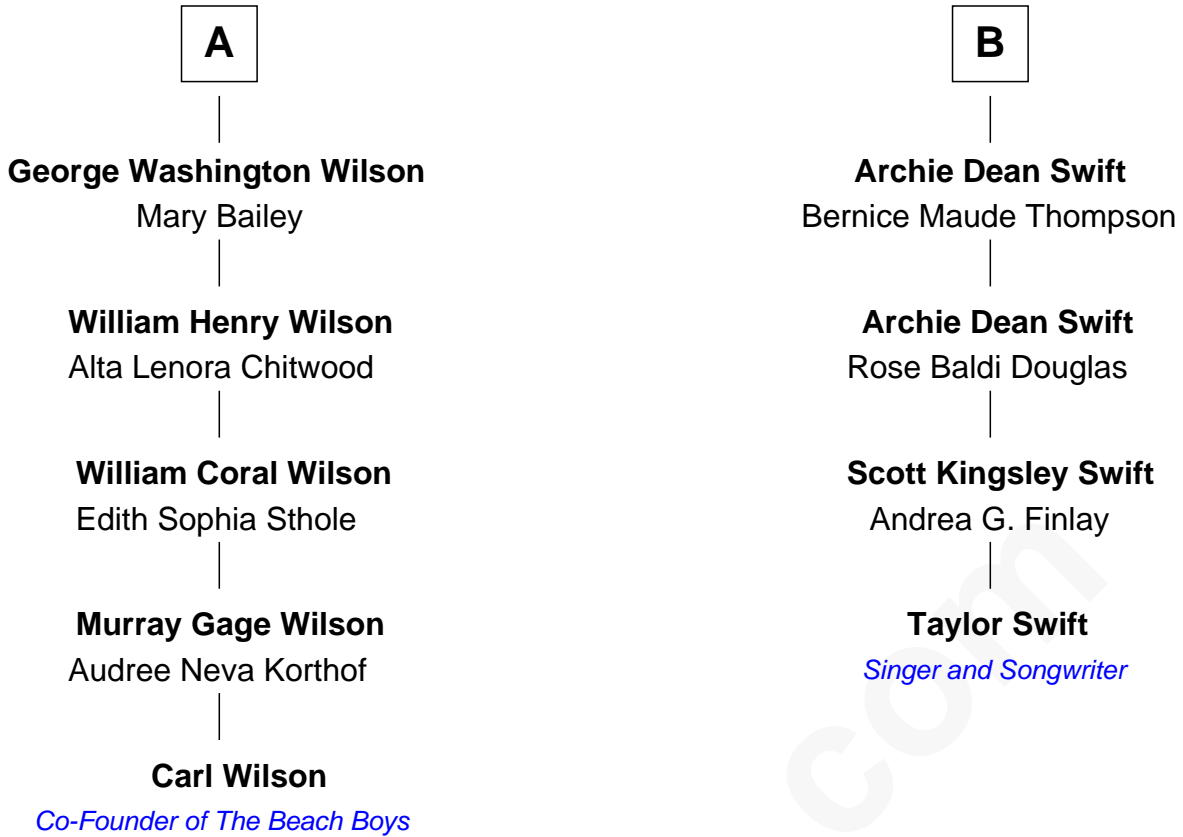 A
George Washington Wilson
Mary Bailey
William Henry Wilson
Alta Lenora Chitwood
William Coral Wilson
Edith Sophia Sthole
Murray Gage Wilson
Audree Neva Korthof
Carl Wilson
Co-Founder of The Beach Boys
B
Archie Dean Swift
Bernice Maude Thompson
Archie Dean Swift
Rose Baldi Douglas
Scott Kingsley Swift
Andrea G. Finlay
Taylor Swift
Singer and Songwriter
com